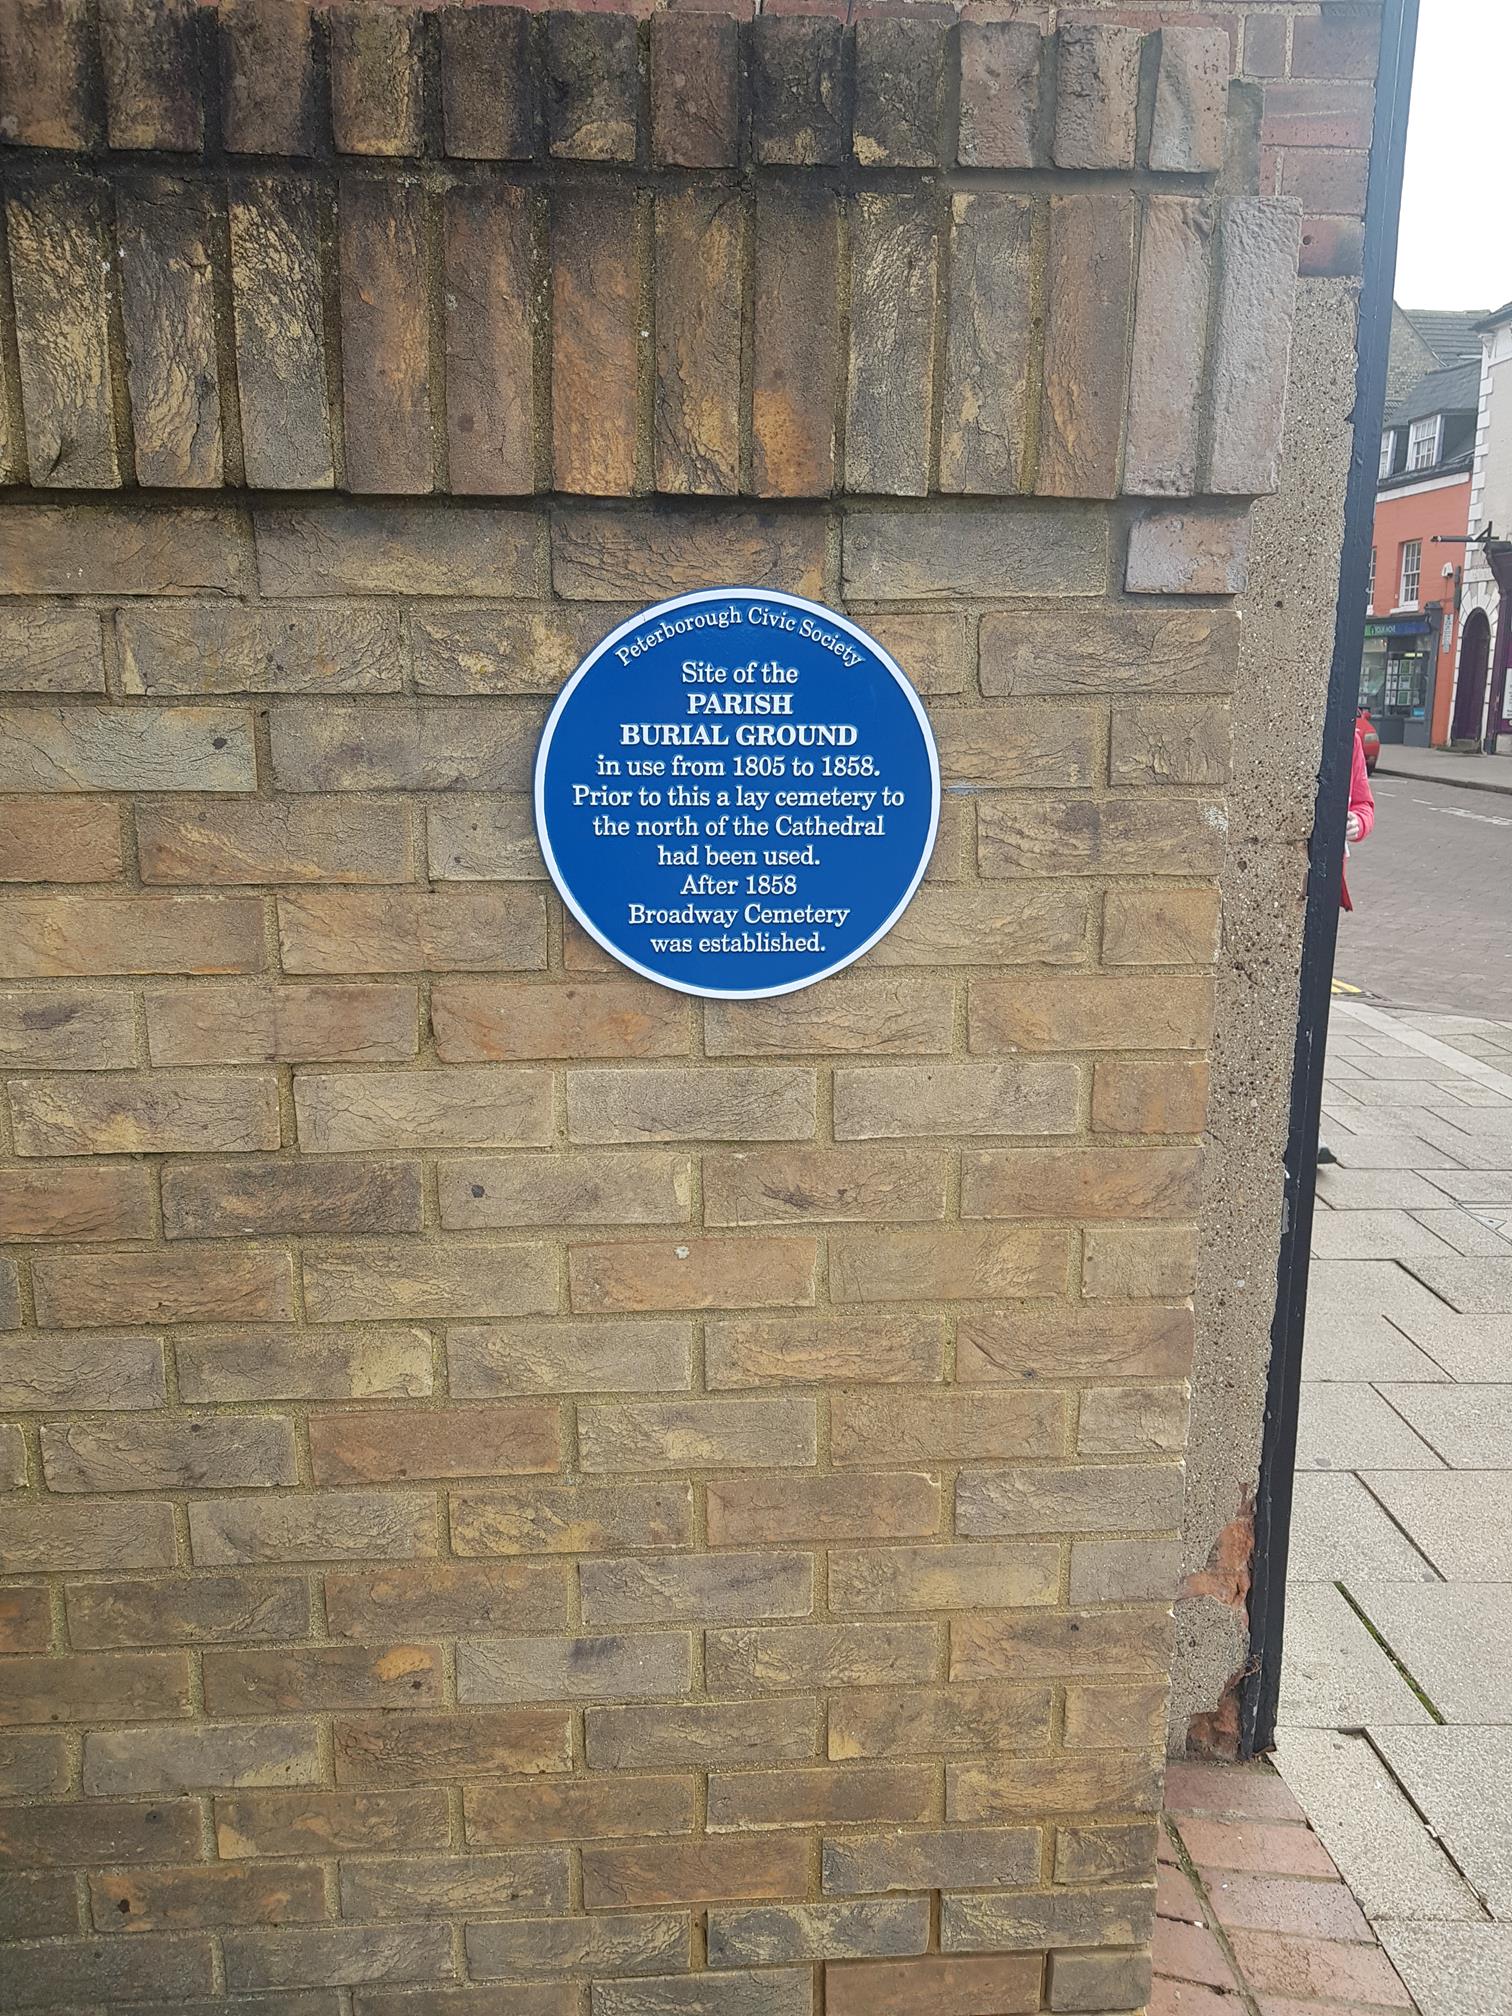 Peterborough Civic Society
Site of the
PARISH
BURIAL GROUND
in use from 1805 to 1858.
Prior to this a lay cemetery to
the north of the Cathedral
had been used.
After 1858
Broadway Cemetery
was established.